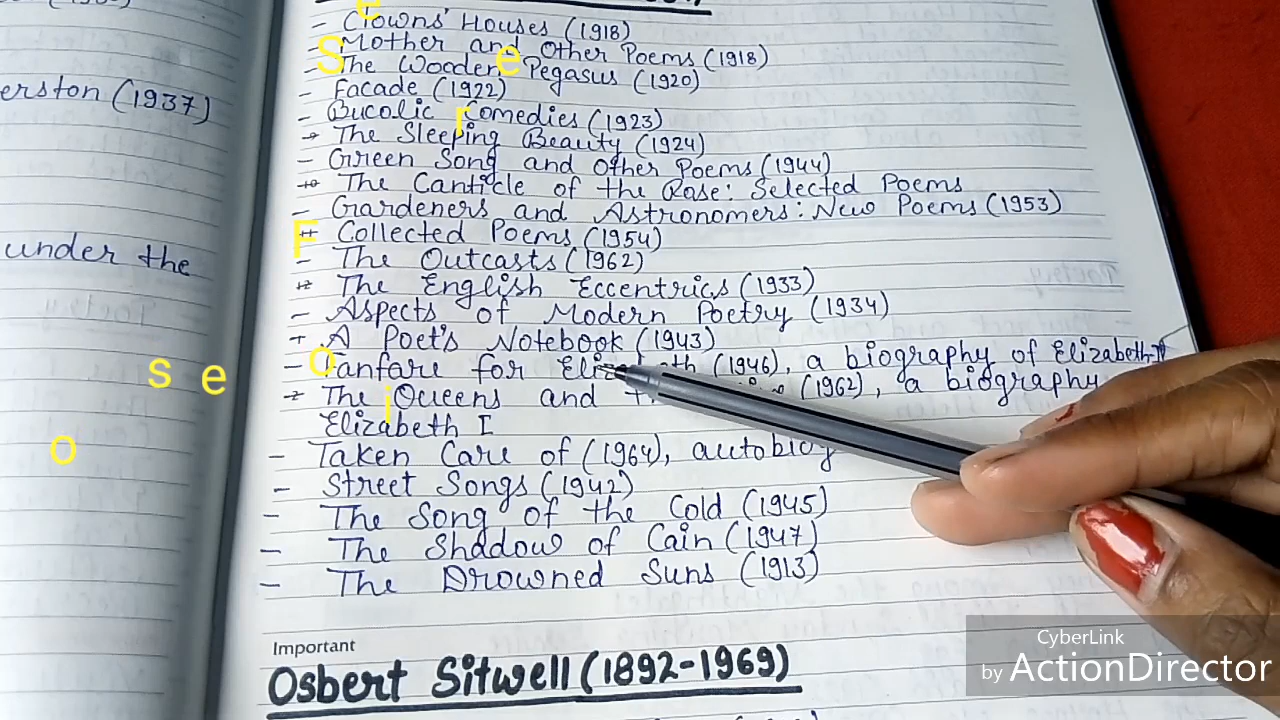 - Clowns' Houses (1918)
- Mother and Other Poems (1918)
- The Wooden Pegasus (1920)
- Facade (1922)
- Bucolic Comedies (1923)
- The Sleeping Beauty (1924)
- Green Song and Other Poems (1944)
- The Canticle of the Rose: Selected Poems
- Gardeners and Astronomers: New Poems (1953)
- Collected Poems (1954)
- The Outcasts (1962)
- The English Eccentrics (1933)
- Aspects of Modern Poetry (1934)
- A Poet's Notebook (1943)
- Fanfare for (1946), a biography of Elizabeth I
- The Queens and (1962), a biography
Elizabeth I
- Taken Care of (1964),
- Street Songs (1942)
- The Song of the Cold (1945)
- The Shadow of Cain (1947)
- The Drowned Suns (1913)
Important
Osbert Sitwell (1892-1969)
(1937)
under the
e
S
e
r
F
o
s e
i
o
CyberLink
by ActionDirector